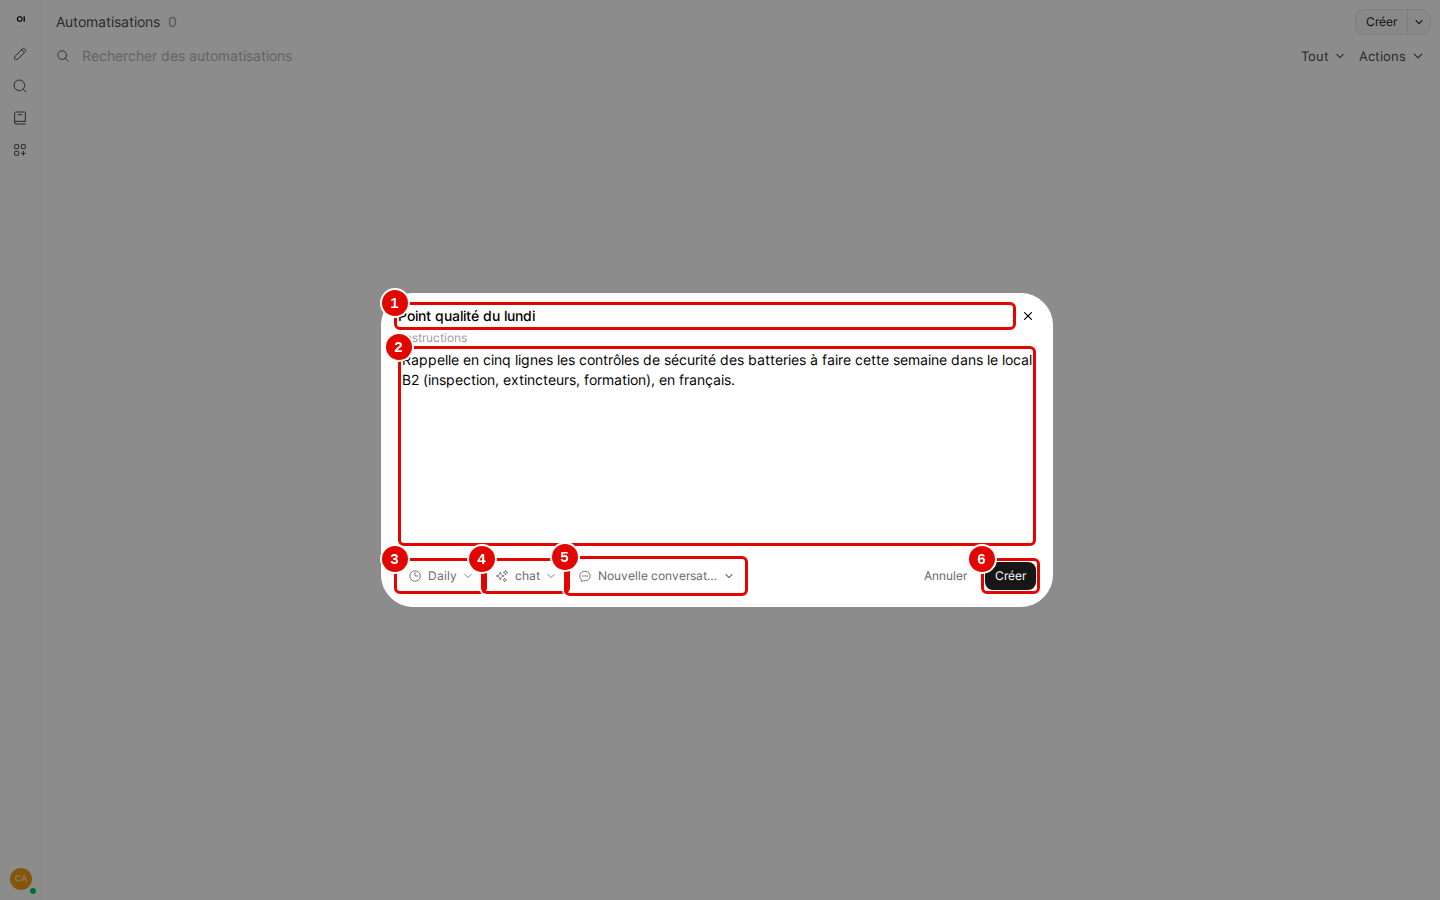 OI
Automatisations 0
Créer
Rechercher des automatisations
Tout
Actions
1
Point qualité du lundi
2
structions
Rappelle en cinq lignes les contrôles de sécurité des batteries à faire cette semaine dans le local
B2 (inspection, extincteurs, formation), en français.
3
Daily
4
chat
5
Nouvelle conversat...
Annuler
6
Créer
CA